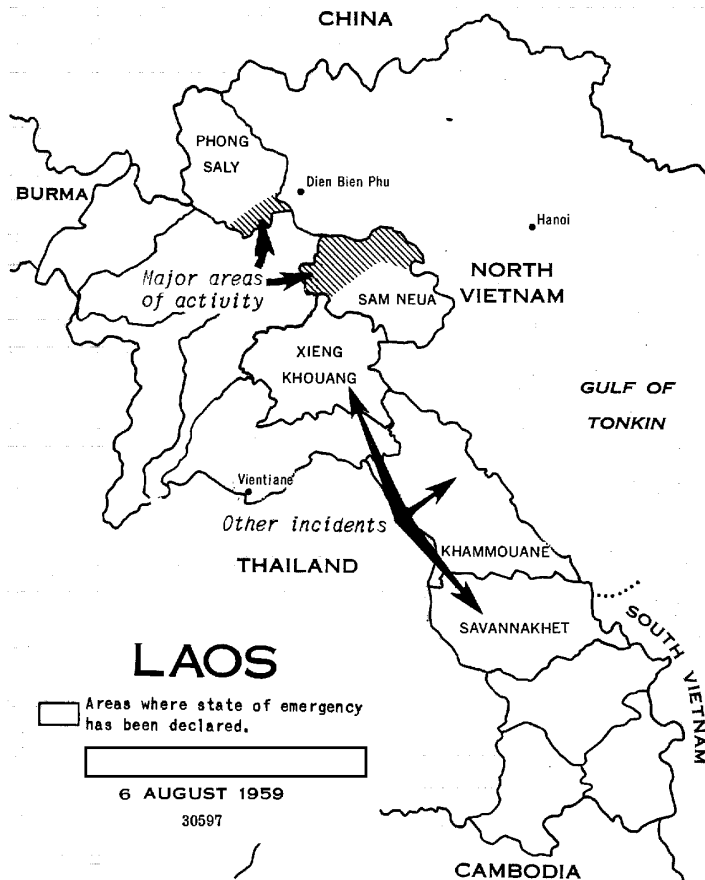 CHINA
PHONG
SALY
Dien Bien Phu
BURMA
Hanoi
Major areas
of activity
NORTH
VIETNAM
SAM NEUA
XIENG
KHOUANG
GULF OF
TONKIN
Vientiane
Other incidents
KHAMMOUANE
THAILAND
SAVANNAKHET
SOUTH VIETNAM
LAOS
Areas where state of emergency
has been declared.
6 AUGUST 1959
30597
CAMBODIA